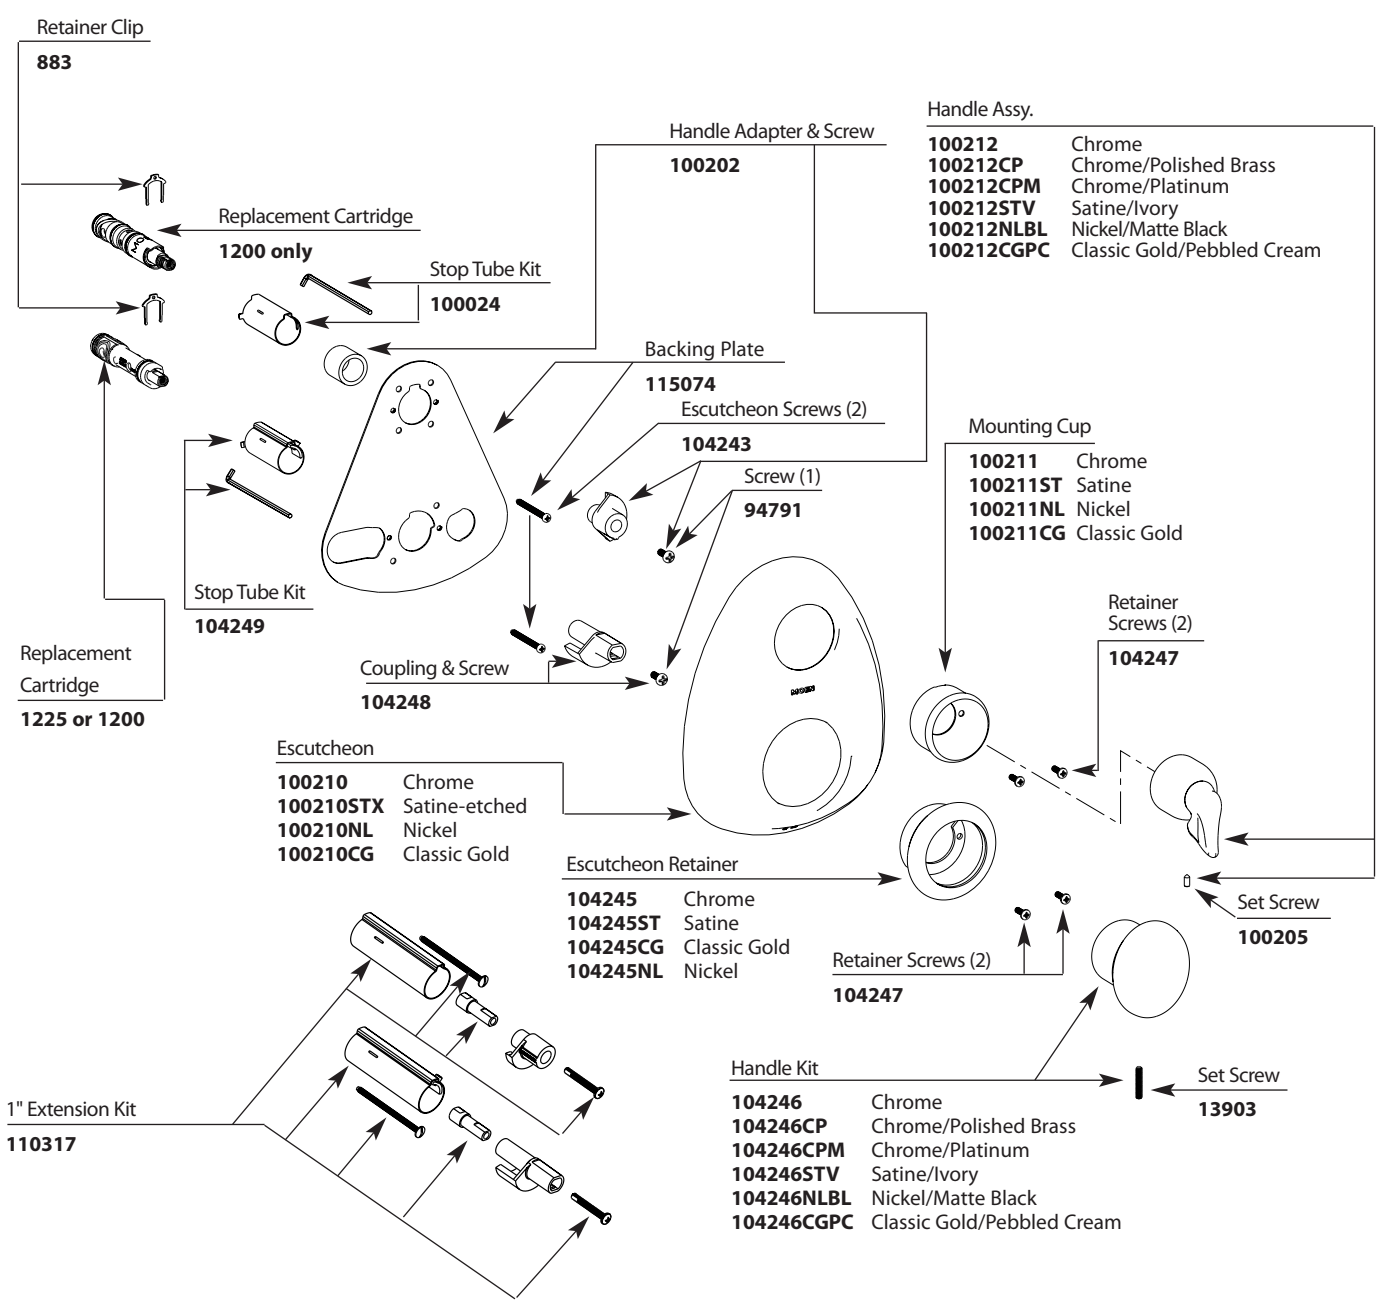 Retainer Clip
883
Replacement Cartridge
1200 only
Stop Tube Kit
100024
Handle Adapter & Screw
100202
Handle Assy.
100212 Chrome
100212CP Chrome/Polished Brass
100212CPM Chrome/Platinum
100212STV Satine/Ivory
100212NLBL Nickel/Matte Black
100212CGPC Classic Gold/Pebbled Cream
Backing Plate
115074
Escutcheon Screws (2)
104243
Screw (1)
94791
Mounting Cup
100211 Chrome
100211ST Satine
100211NL Nickel
100211CG Classic Gold
Stop Tube Kit
104249
Replacement
Cartridge
1225 or 1200
Coupling & Screw
104248
Retainer
Screws (2)
104247
MOEN
Escutcheon
100210 Chrome
100210STX Satine-etched
100210NL Nickel
100210CG Classic Gold
Escutcheon Retainer
104245 Chrome
104245ST Satine
104245CG Classic Gold
104245NL Nickel
Set Screw
100205
Retainer Screws (2)
104247
1" Extension Kit
110317
Handle Kit
104246 Chrome
104246CP Chrome/Polished Brass
104246CPM Chrome/Platinum
104246STV Satine/Ivory
104246NLBL Nickel/Matte Black
104246CGPC Classic Gold/Pebbled Cream
Set Screw
13903